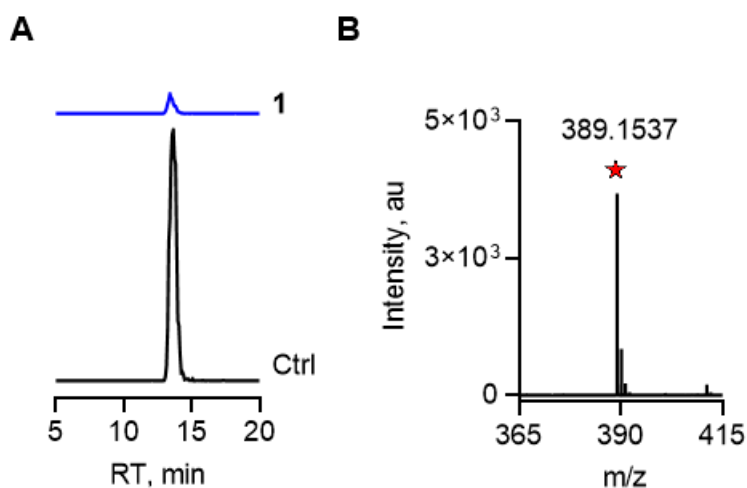 A
B
1
Ctrl
5 10 15 20
RT, min
5×10³
389.1537
3×10³
0
Intensity, au
365 390 415
m/z